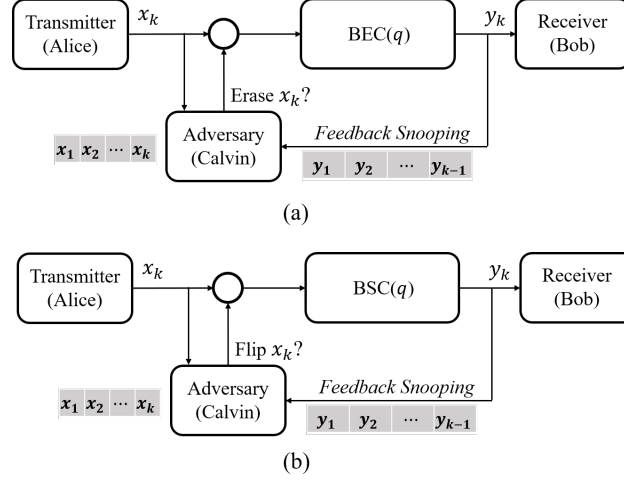 Transmitter
(Alice)
x_k
BEC(q)
y_k
Receiver
(Bob)
Erase x_k?
Adversary
(Calvin)
x_1 x_2 ⋯ x_k
Feedback Snooping
y_1 y_2 ⋯ y_{k-1}
(a)
Transmitter
(Alice)
x_k
BSC(q)
y_k
Receiver
(Bob)
Flip x_k?
Adversary
(Calvin)
x_1 x_2 ⋯ x_k
Feedback Snooping
y_1 y_2 ⋯ y_{k-1}
(b)